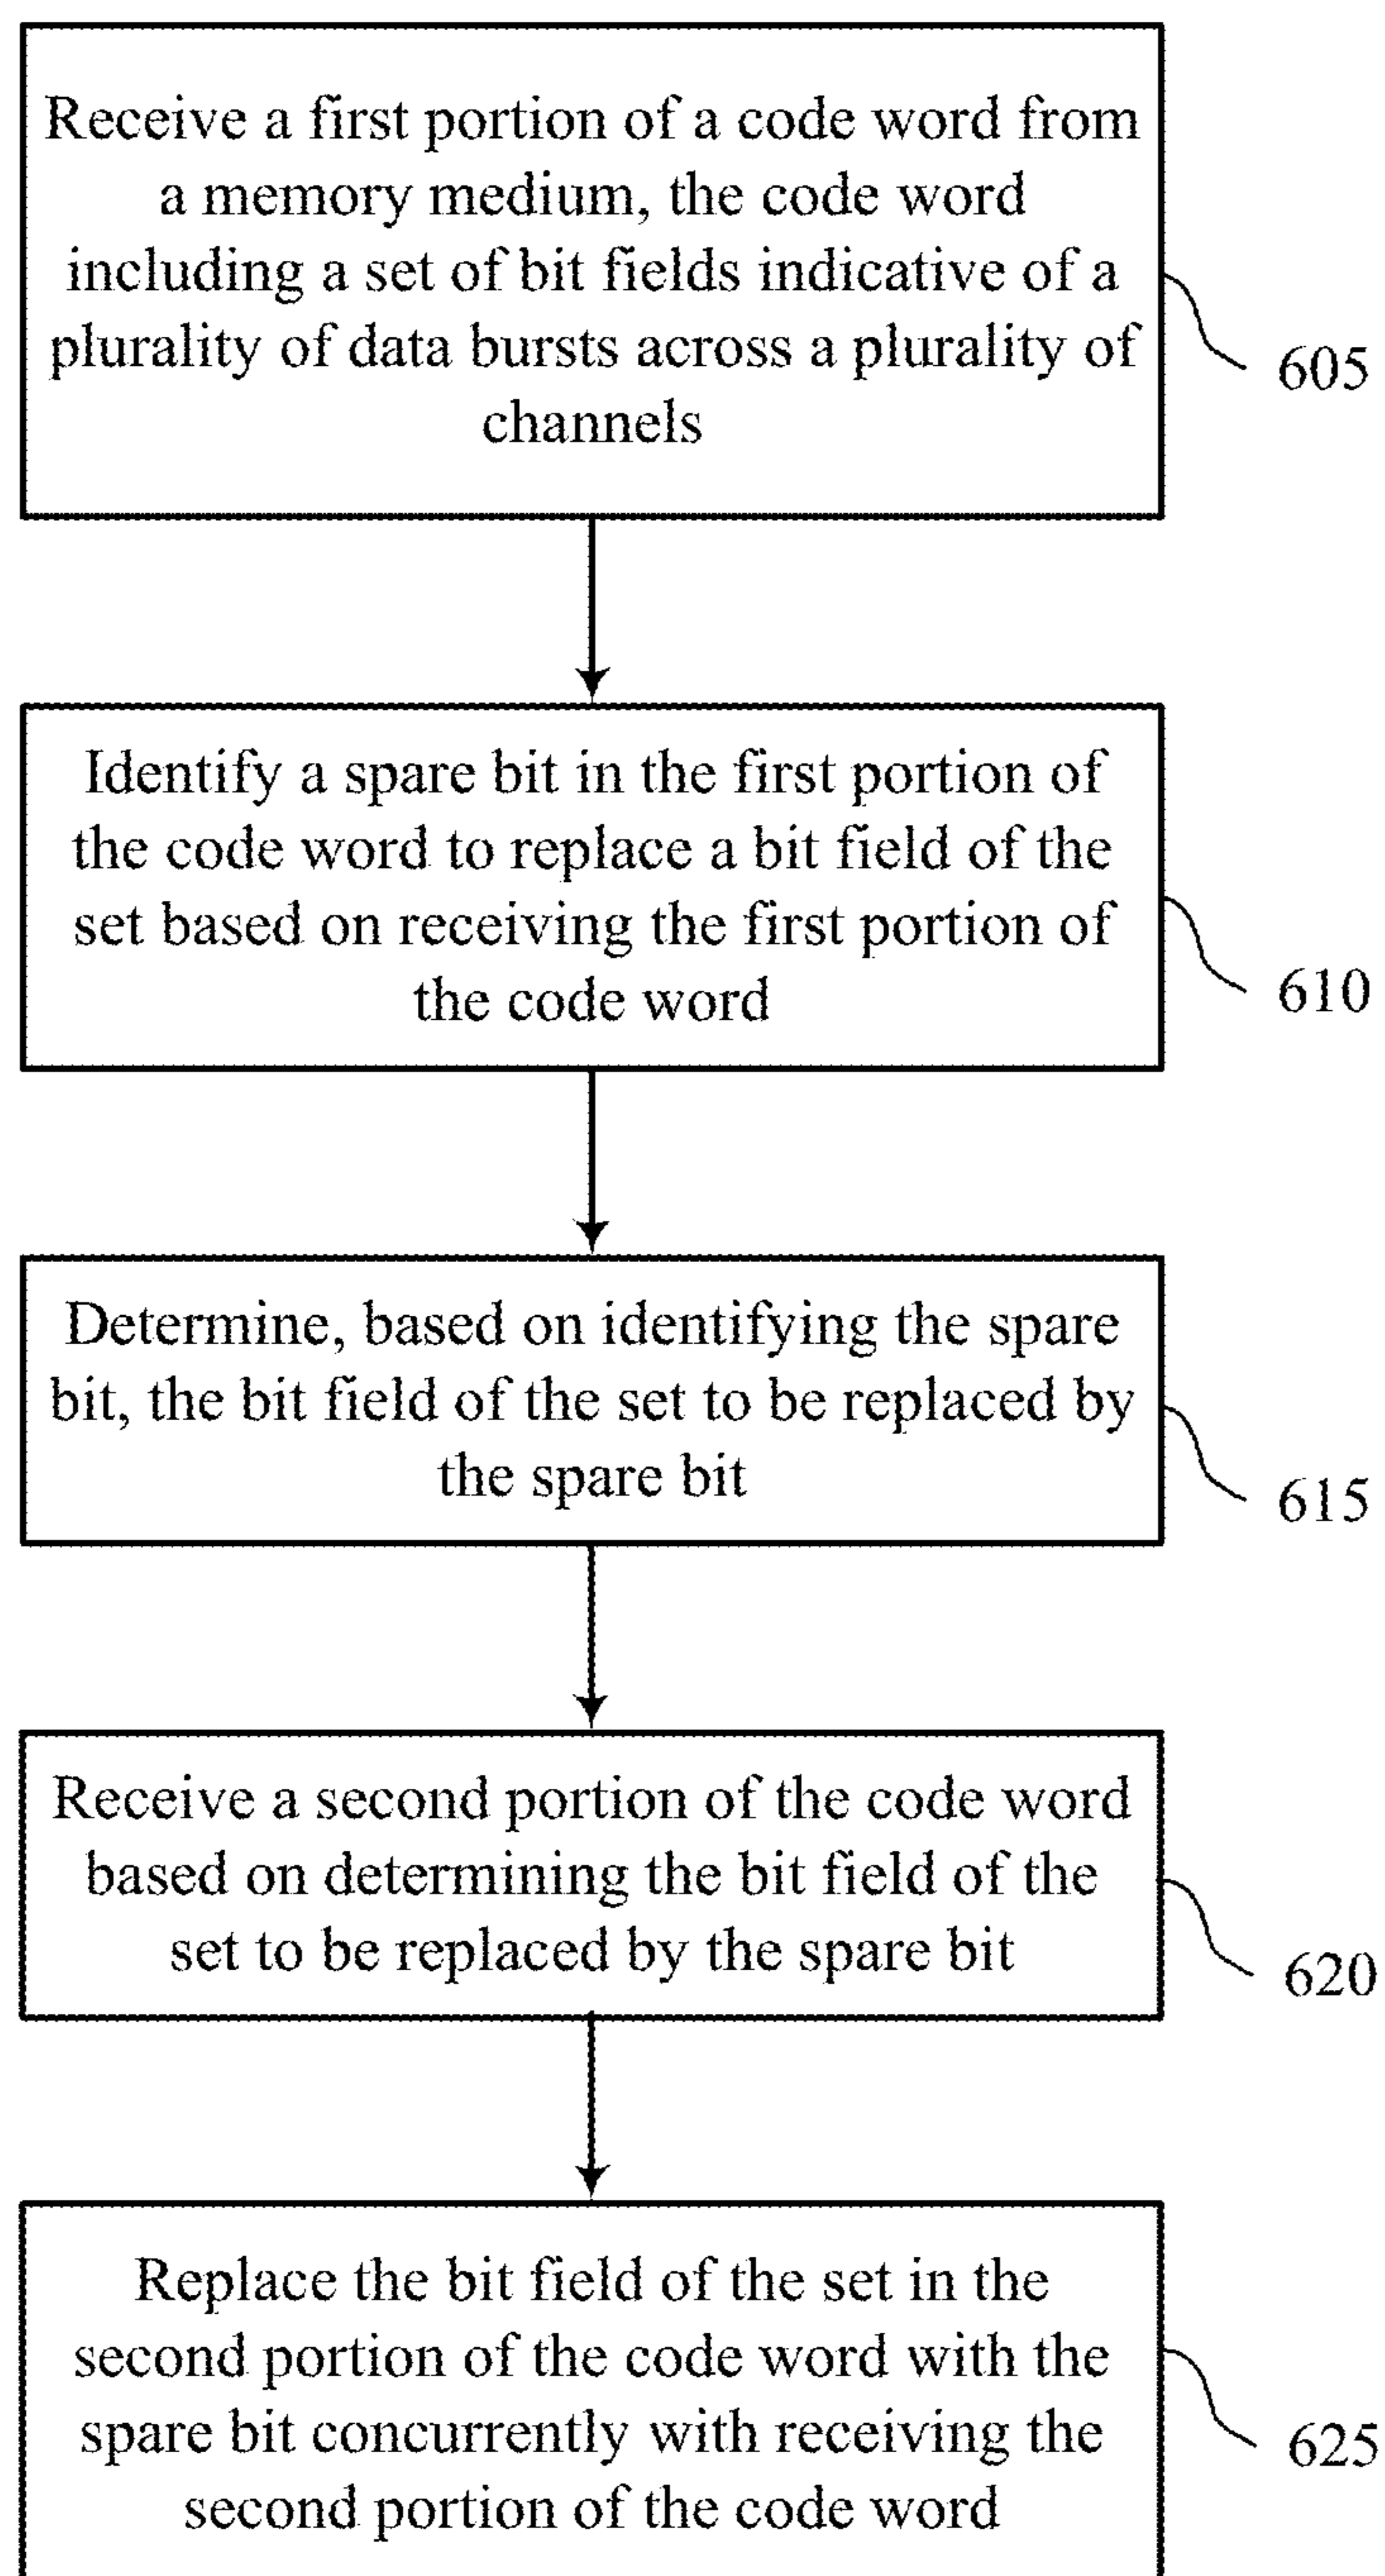 Receive a first portion of a code word from
a memory medium, the code word
including a set of bit fields indicative of a
plurality of data bursts across a plurality of
channels
605
Identify a spare bit in the first portion of
the code word to replace a bit field of the
set based on receiving the first portion of
the code word
610
Determine, based on identifying the spare
bit, the bit field of the set to be replaced by
the spare bit
615
Receive a second portion of the code word
based on determining the bit field of the
set to be replaced by the spare bit
620
Replace the bit field of the set in the
second portion of the code word with the
spare bit concurrently with receiving the
second portion of the code word
625